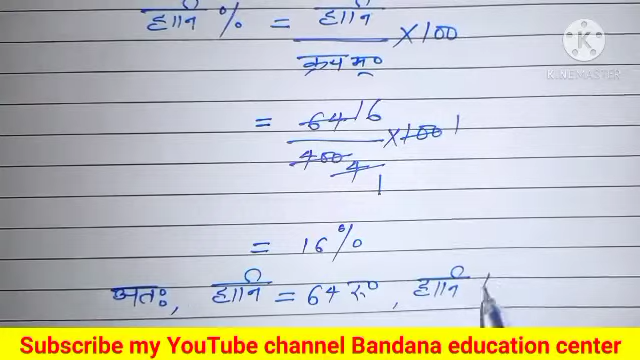 हानि % = हानि / क्रय मू० × 100
= 64 16 / 400 4 1 × 100 1
= 16%
अतः, हानि = 64 रू०, हानि
K
KINEMASTER
Subscribe my YouTube channel Bandana education center